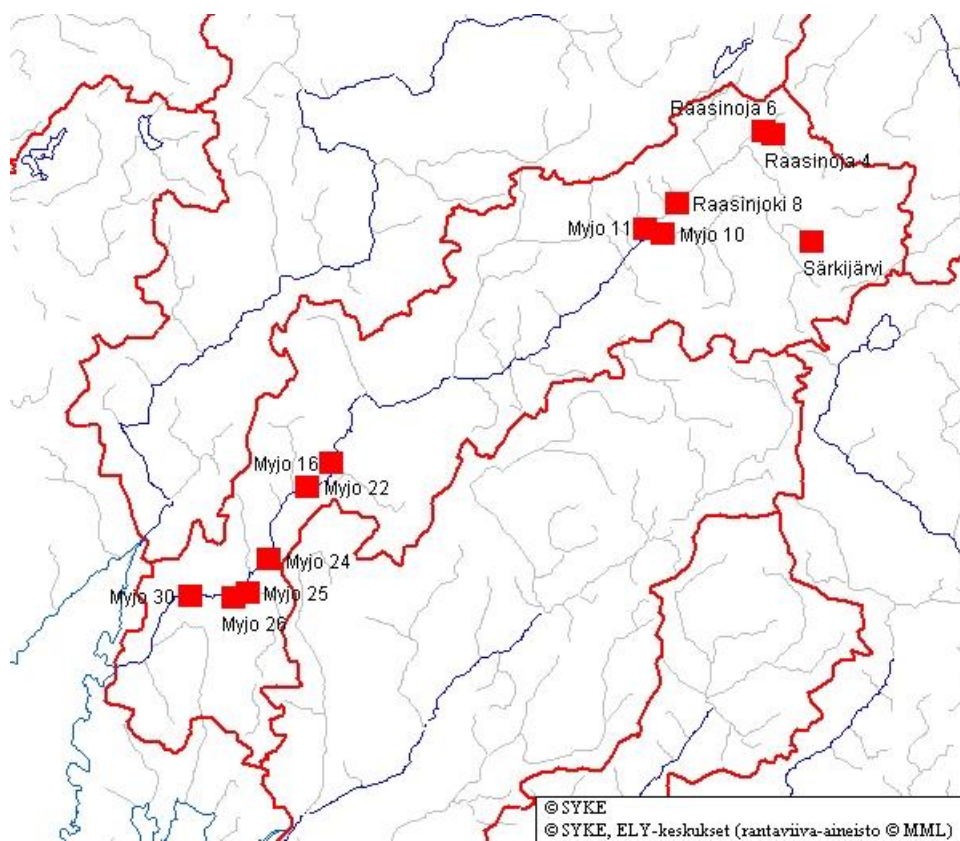 Raasinoja 6
Raasinoja 4
Raasinjoki 8
Myjo 11
Myjo 10
Särkijärvi
Myjo 16
Myjo 22
Myjo 24
Myjo 25
Myjo 30
Myjo 26
© SYKE
© SYKE, ELY-keskukset (rantaviiva-aineisto © MML)